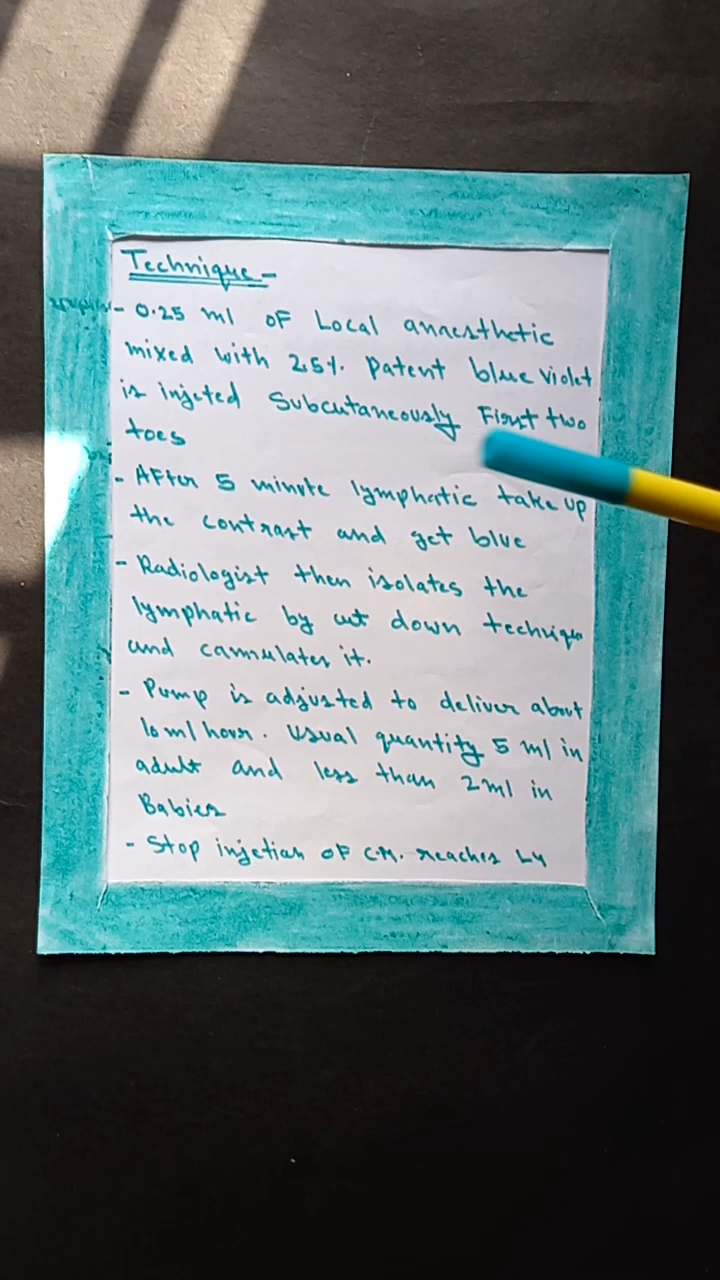 Technique -
- 0.25 ml OF Local anaesthetic
mixed with 2.5%. Patent blue violet
is injeted Subcutaneously First two
toes
- AFter 5 minute lymphatic take up
the contrast and get blue
- Radiologist then isolates the
lymphatic by cut down technique
and cannulates it.
- Pump is adjusted to deliver about
10 ml/hour. Usual quantity 5 ml in
adult and less than 2 ml in
Babies
- Stop injetion OF C.M. reaches L4